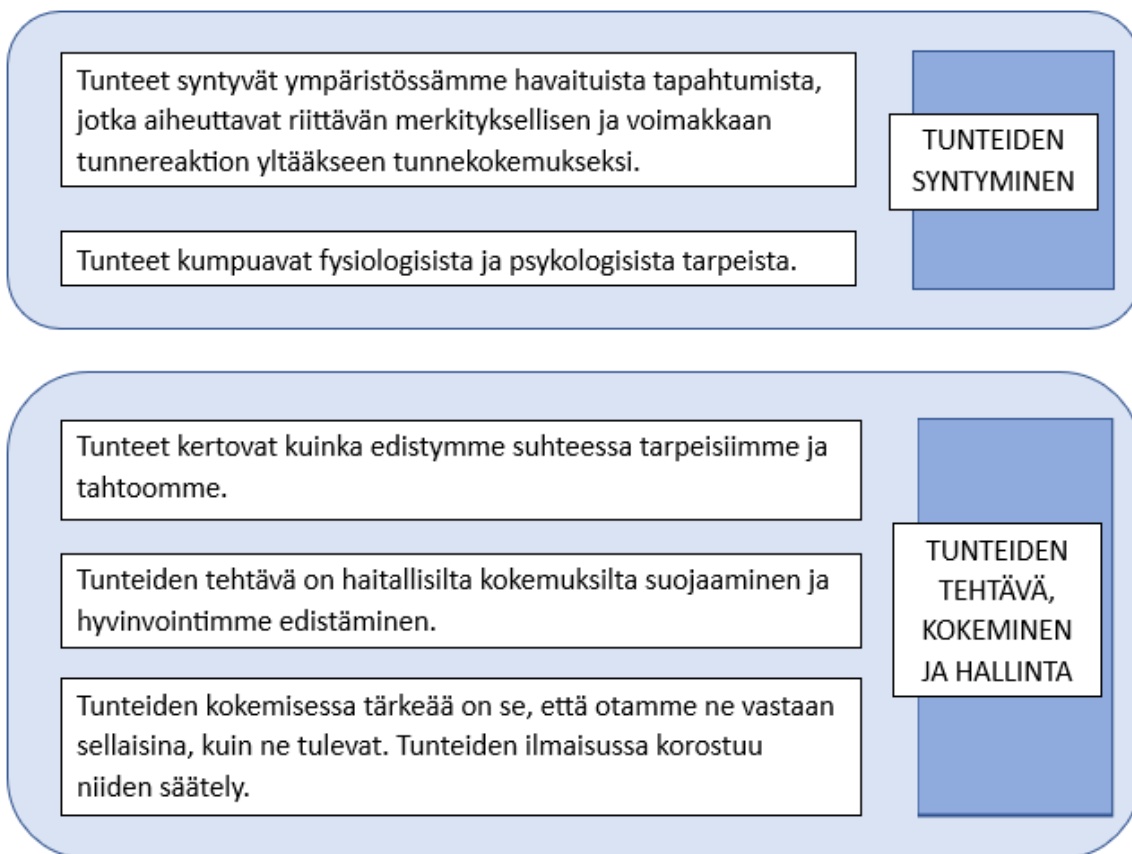 Tunteet syntyvät ympäristössämme havaituista tapahtumista,
jotka aiheuttavat riittävän merkityksellisen ja voimakkaan
tunnereaktion yltääkseen tunnekokemukseksi.
Tunteet kumpuavat fysiologisista ja psykologisista tarpeista.
TUNTEIDEN
SYNTYMINEN
Tunteet kertovat kuinka edistymme suhteessa tarpeisiimme ja
tahtoomme.
Tunteiden tehtävä on haitallisilta kokemuksilta suojaaminen ja
hyvinvointimme edistäminen.
Tunteiden kokemisessa tärkeää on se, että otamme ne vastaan
sellaisina, kuin ne tulevat. Tunteiden ilmaisussa korostuu
niiden säätely.
TUNTEIDEN
TEHTÄVÄ,
KOKEMINEN
JA HALLINTA